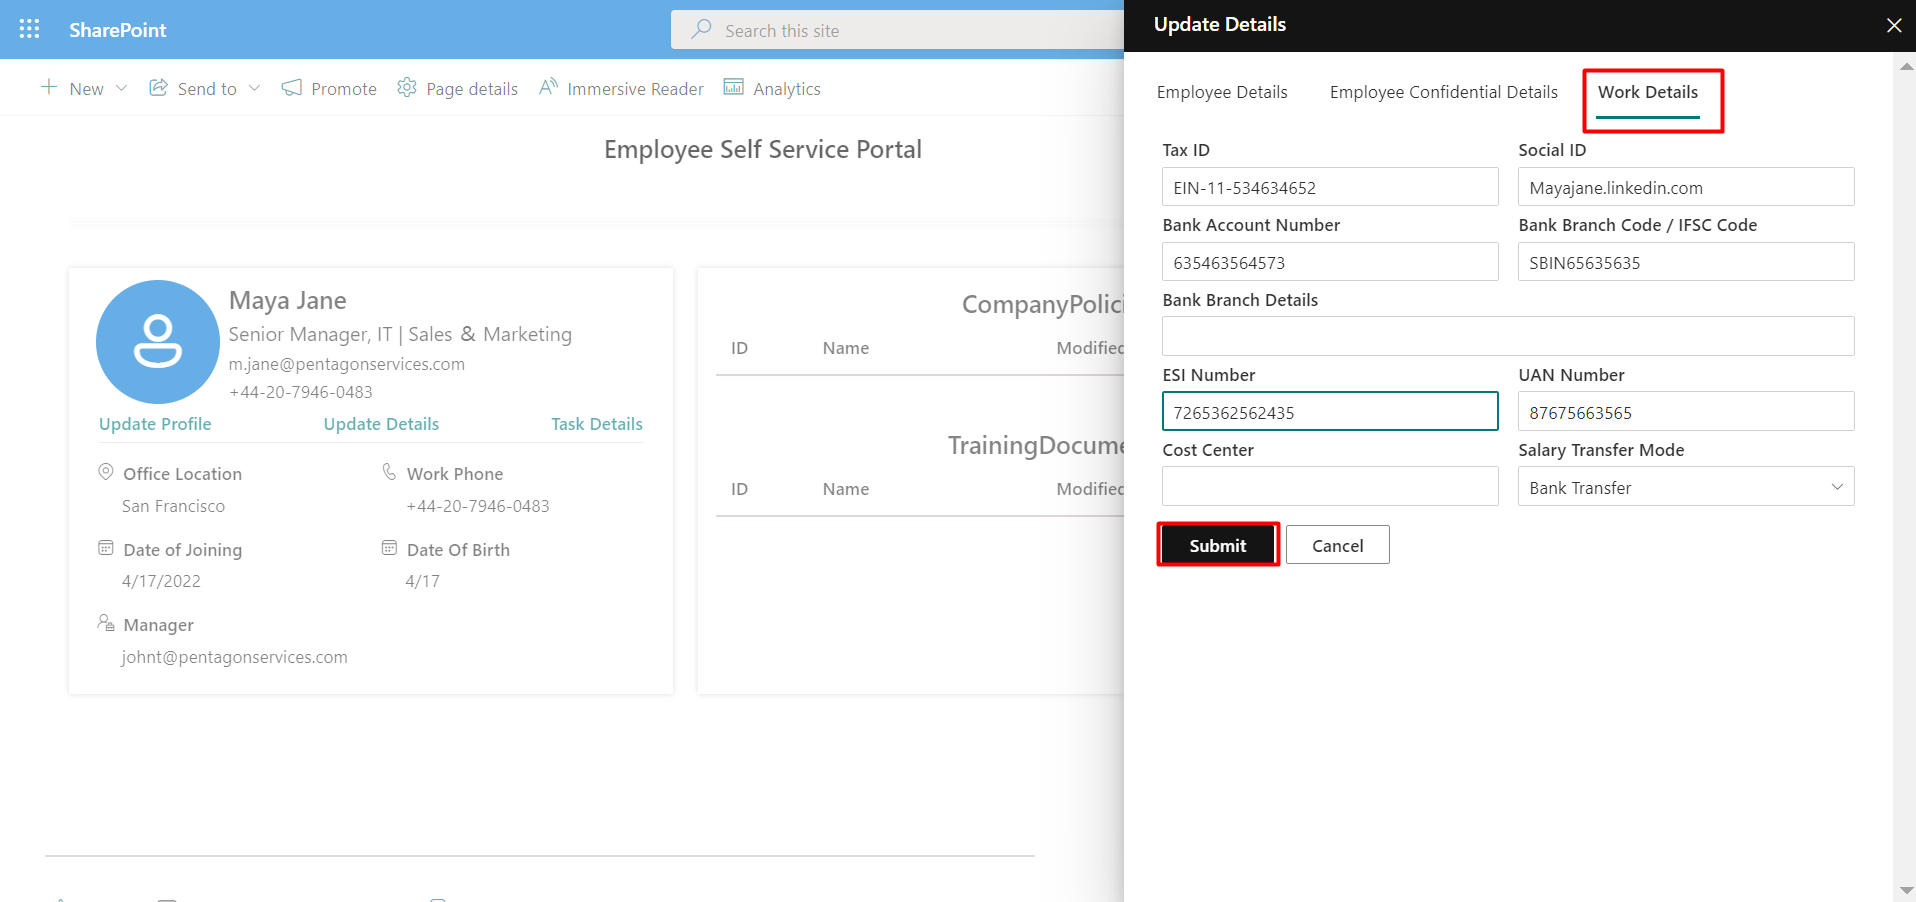 SharePoint
Search this site
New
Send to
Promote
Page details
Immersive Reader
Analytics
Employee Self Service Portal
Maya Jane
Senior Manager, IT | Sales & Marketing
m.jane@pentagonservices.com
+44-20-7946-0483
Update Profile
Update Details
Task Details
Office Location
San Francisco
Work Phone
+44-20-7946-0483
Date of Joining
4/17/2022
Date Of Birth
4/17
Manager
johnt@pentagonservices.com
CompanyPolici
ID
Name
Modified
TrainingDocume
ID
Name
Modified
Update Details
Employee Details
Employee Confidential Details
Work Details
Tax ID
EIN-11-534634652
Social ID
Mayajane.linkedin.com
Bank Account Number
635463564573
Bank Branch Code / IFSC Code
SBIN65635635
Bank Branch Details
ESI Number
7265362562435
UAN Number
87675663565
Cost Center
Salary Transfer Mode
Bank Transfer
Submit
Cancel